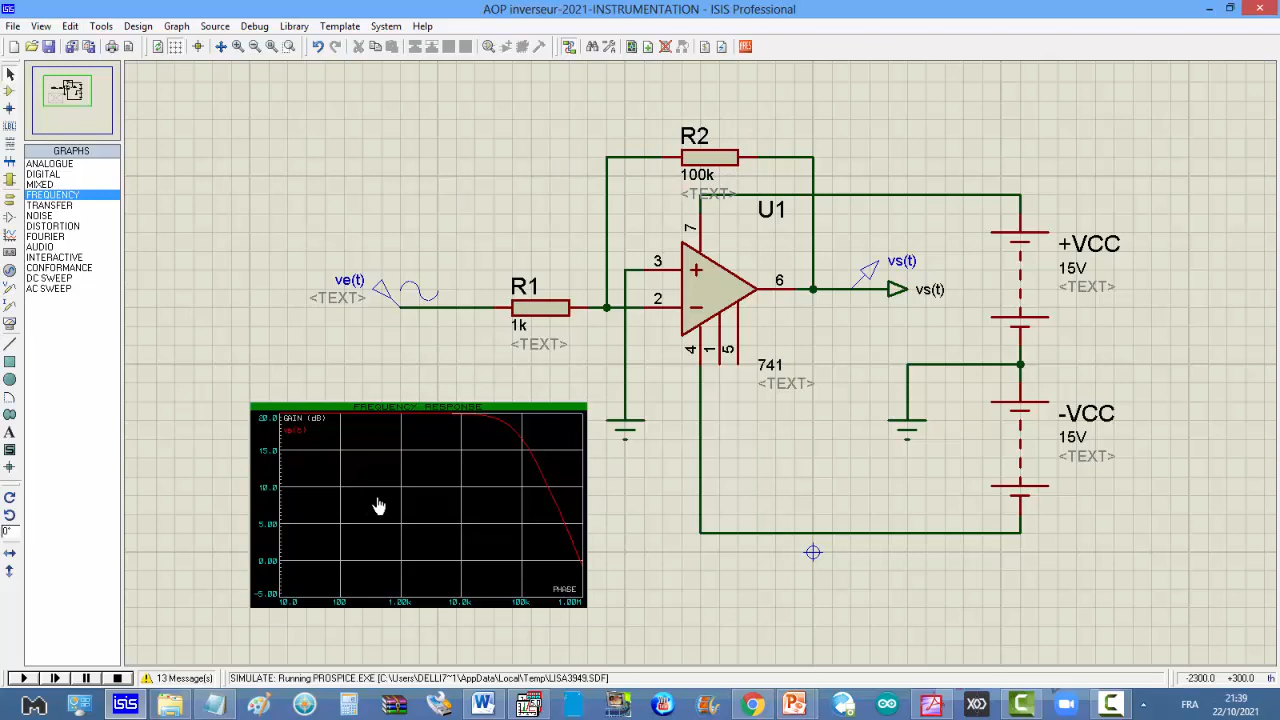 AOP inverseur-2021-INSTRUMENTATION - ISIS Professional
File View Edit Tools Design Graph Source Debug Library Template System Help
GRAPHS
ANALOGUE
DIGITAL
MIXED
FREQUENCY
TRANSFER
NOISE
DISTORTION
FOURIER
AUDIO
INTERACTIVE
CONFORMANCE
DC SWEEP
AC SWEEP
R2
100k
<TEXT>
U1
7
3
2
6
4
1
5
741
<TEXT>
ve(t)
<TEXT>
R1
1k
<TEXT>
vs(t)
vs(t)
+VCC
15V
<TEXT>
-VCC
15V
<TEXT>
FREQUENCY RESPONSE
20.0 GAIN (dB)
15.0
10.0
5.00
0.00
-5.00
PHASE
10.0 100 1.00k 10.0k 100k 1.00M
13 Message(s)
SIMULATE: Running PROSPICE.EXE [C:\Users\DELLI7~1\AppData\Local\Temp\LISA3949.SDF]
-2300.0 +300.0 th
FRA
21:39
22/10/2021